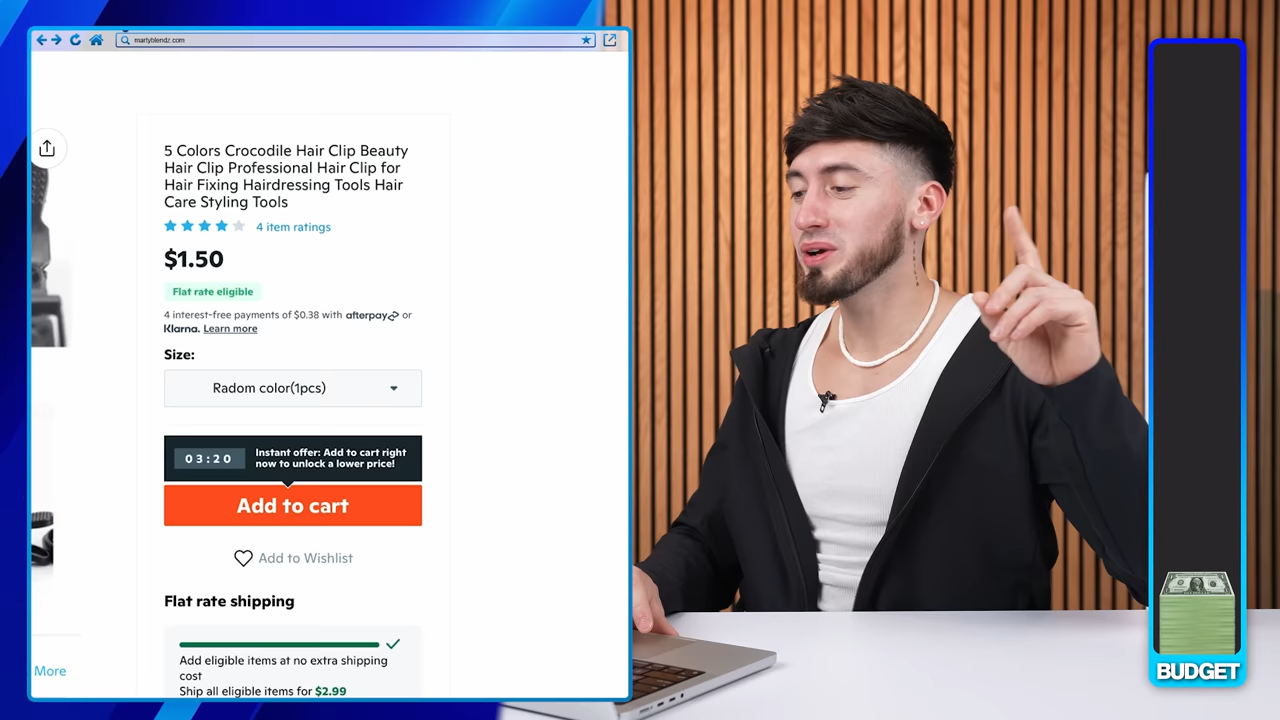 martyblendz.com
5 Colors Crocodile Hair Clip Beauty
Hair Clip Professional Hair Clip for
Hair Fixing Hairdressing Tools Hair
Care Styling Tools
4 item ratings
$1.50
Flat rate eligible
4 interest-free payments of $0.38 with afterpay or
Klarna. Learn more
Size:
Radom color(1pcs)
03:20
Instant offer: Add to cart right
now to unlock a lower price!
Add to cart
Add to Wishlist
Flat rate shipping
Add eligible items at no extra shipping
cost
Ship all eligible items for $2.99
More
BUDGET